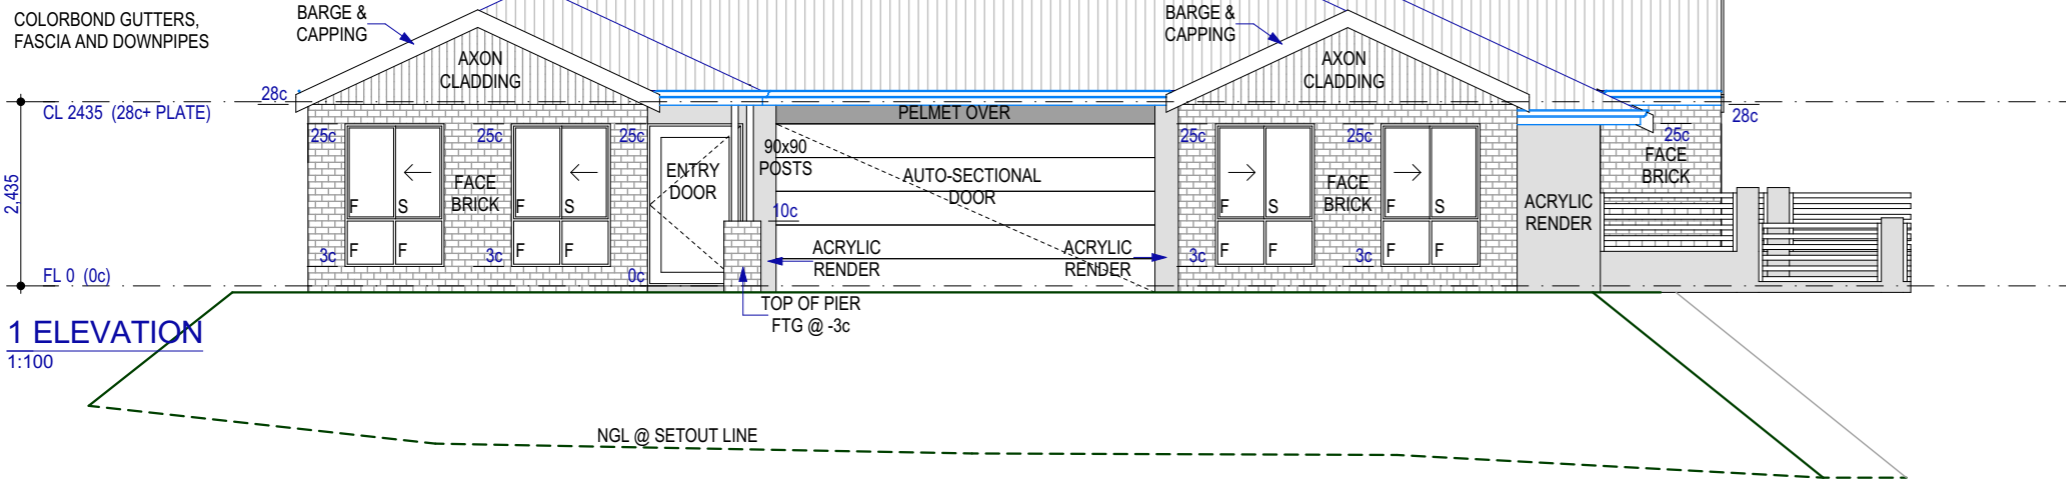 COLORBOND GUTTERS,
FASCIA AND DOWNPIPES
BARGE &
CAPPING
BARGE &
CAPPING
AXON
CLADDING
AXON
CLADDING
28c
CL 2435 (28c+ PLATE)
PELMET OVER
28c
25c
25c
25c
25c
25c
25c
90x90
POSTS
ENTRY
DOOR
AUTO-SECTIONAL
DOOR
FACE
BRICK
FACE
BRICK
FACE
BRICK
2,435
F
S
F
S
F
S
F
S
10c
ACRYLIC
RENDER
F
F
F
F
F
F
F
F
3c
3c
3c
3c
ACRYLIC
RENDER
ACRYLIC
RENDER
FL 0 (0c)
0c
TOP OF PIER
FTG @ -3c
1 ELEVATION
1:100
NGL @ SETOUT LINE